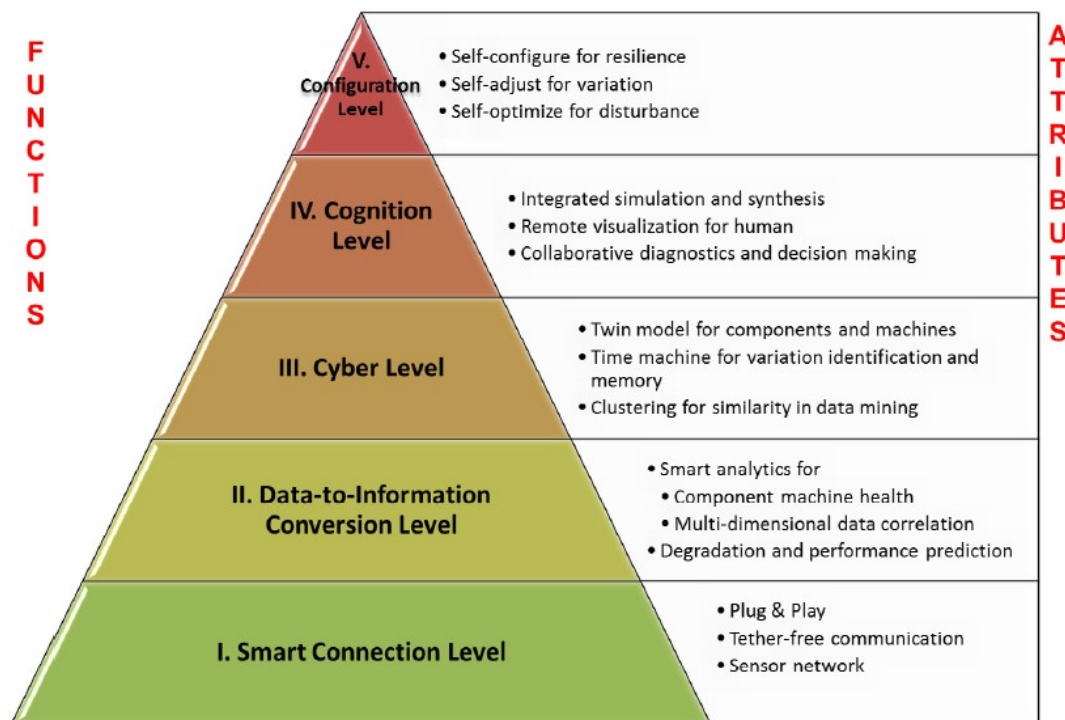 FUNCTIONS
ATTRIBUTES
V.
Configuration
Level
• Self-configure for resilience
• Self-adjust for variation
• Self-optimize for disturbance
IV. Cognition
Level
• Integrated simulation and synthesis
• Remote visualization for human
• Collaborative diagnostics and decision making
III. Cyber Level
• Twin model for components and machines
• Time machine for variation identification and
memory
• Clustering for similarity in data mining
II. Data-to-Information
Conversion Level
• Smart analytics for
• Component machine health
• Multi-dimensional data correlation
• Degradation and performance prediction
I. Smart Connection Level
• Plug & Play
• Tether-free communication
• Sensor network